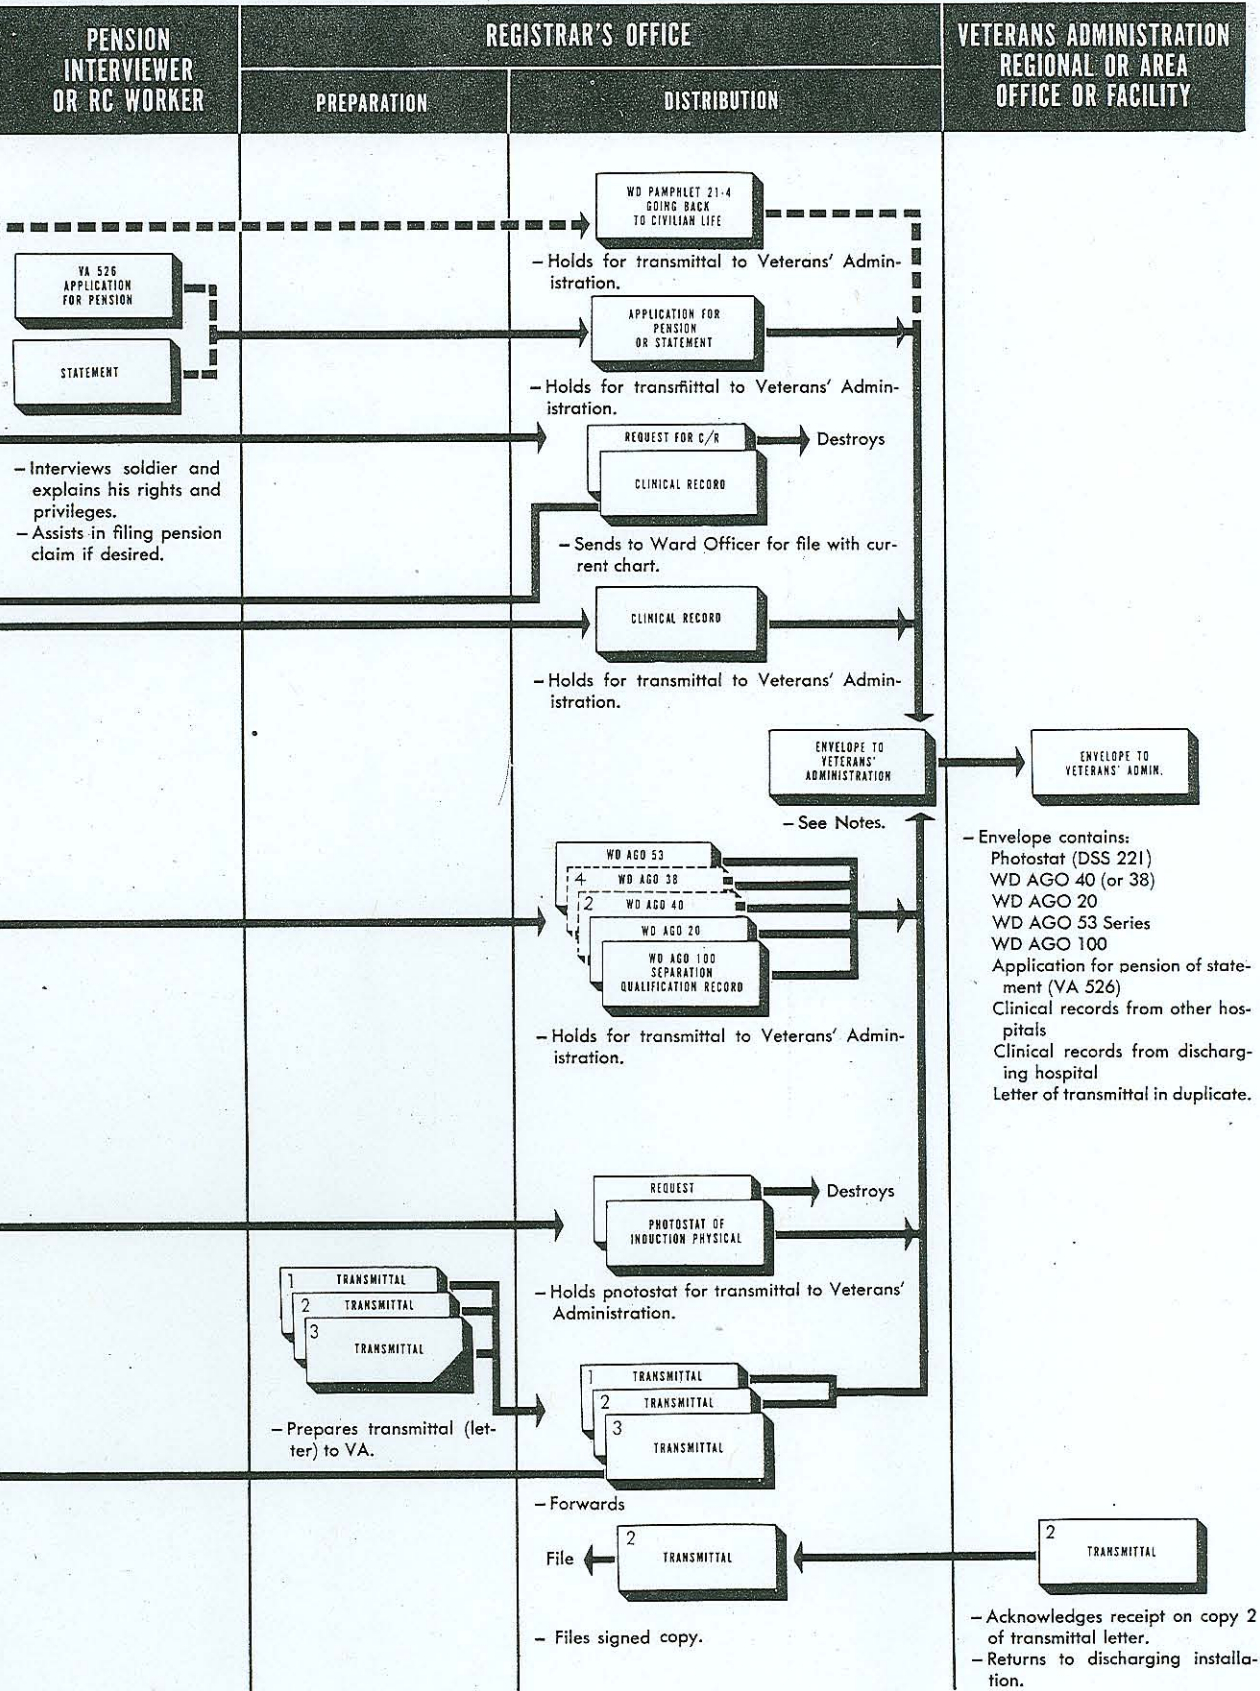 PENSION
INTERVIEWER
OR RC WORKER
REGISTRAR'S OFFICE
PREPARATION
DISTRIBUTION
VETERANS ADMINISTRATION
REGIONAL OR AREA
OFFICE OR FACILITY
WD PAMPHLET 21-4
GOING BACK
TO CIVILIAN LIFE
– Holds for transmittal to Veterans' Admin-
istration.
VA 526
APPLICATION
FOR PENSION
STATEMENT
APPLICATION FOR
PENSION
OR STATEMENT
– Holds for transmittal to Veterans' Admin-
istration.
– Interviews soldier and
explains his rights and
privileges.
– Assists in filing pension
claim if desired.
REQUEST FOR C/R
Destroys
CLINICAL RECORD
– Sends to Ward Officer for file with cur-
rent chart.
CLINICAL RECORD
– Holds for transmittal to Veterans' Admin-
istration.
ENVELOPE TO
VETERANS'
ADMINISTRATION
– See Notes.
ENVELOPE TO
VETERANS' ADMIN.
– Envelope contains:
Photostat (DSS 221)
WD AGO 40 (or 38)
WD AGO 20
WD AGO 53 Series
WD AGO 100
Application for pension of state-
ment (VA 526)
Clinical records from other hos-
pitals
Clinical records from discharg-
ing hospital
Letter of transmittal in duplicate.
WD AGO 53
4 WD AGO 38
2 WD AGO 40
WD AGO 20
WD AGO 100
SEPARATION
QUALIFICATION RECORD
– Holds for transmittal to Veterans' Admin-
istration.
REQUEST
Destroys
PHOTOSTAT OF
INDUCTION PHYSICAL
– Holds pnotostat for transmittal to Veterans'
Administration.
1 TRANSMITTAL
2 TRANSMITTAL
3 TRANSMITTAL
– Prepares transmittal (let-
ter) to VA.
1 TRANSMITTAL
2 TRANSMITTAL
3 TRANSMITTAL
– Forwards
File
2 TRANSMITTAL
– Files signed copy.
2 TRANSMITTAL
– Acknowledges receipt on copy 2
of transmittal letter.
– Returns to discharging installa-
tion.